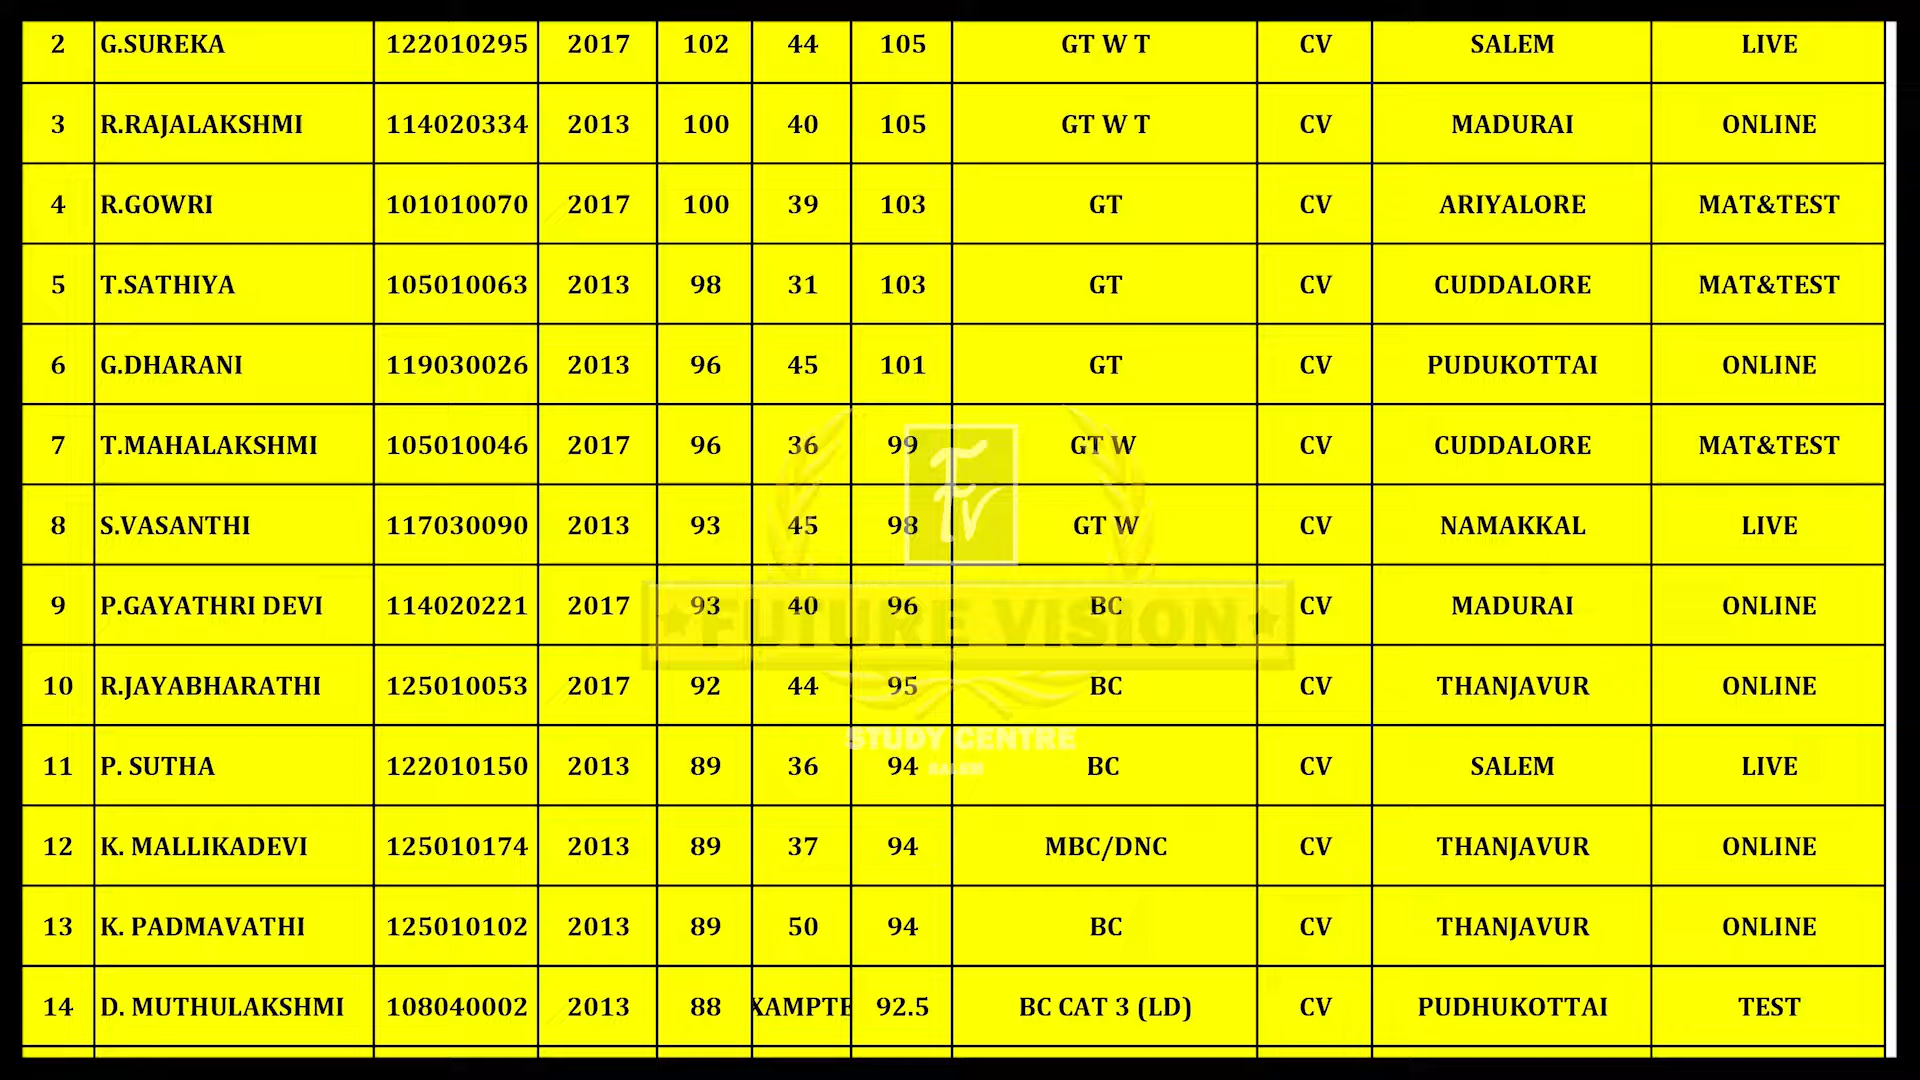 2 G.SUREKA 122010295 2017 102 44 105 GT W T CV SALEM LIVE
3 R.RAJALAKSHMI 114020334 2013 100 40 105 GT W T CV MADURAI ONLINE
4 R.GOWRI 101010070 2017 100 39 103 GT CV ARIYALORE MAT&TEST
5 T.SATHIYA 105010063 2013 98 31 103 GT CV CUDDALORE MAT&TEST
6 G.DHARANI 119030026 2013 96 45 101 GT CV PUDUKOTTAI ONLINE
7 T.MAHALAKSHMI 105010046 2017 96 36 99 GT W CV CUDDALORE MAT&TEST
8 S.VASANTHI 117030090 2013 93 45 98 GT W CV NAMAKKAL LIVE
9 P.GAYATHRI DEVI 114020221 2017 93 40 96 BC CV MADURAI ONLINE
10 R.JAYABHARATHI 125010053 2017 92 44 95 BC CV THANJAVUR ONLINE
11 P. SUTHA 122010150 2013 89 36 94 BC CV SALEM LIVE
12 K. MALLIKADEVI 125010174 2013 89 37 94 MBC/DNC CV THANJAVUR ONLINE
13 K. PADMAVATHI 125010102 2013 89 50 94 BC CV THANJAVUR ONLINE
14 D. MUTHULAKSHMI 108040002 2013 88 XAMPTE 92.5 BC CAT 3 (LD) CV PUDHUKOTTAI TEST
FV
FUTURE VISION
STUDY CENTRE
SALEM